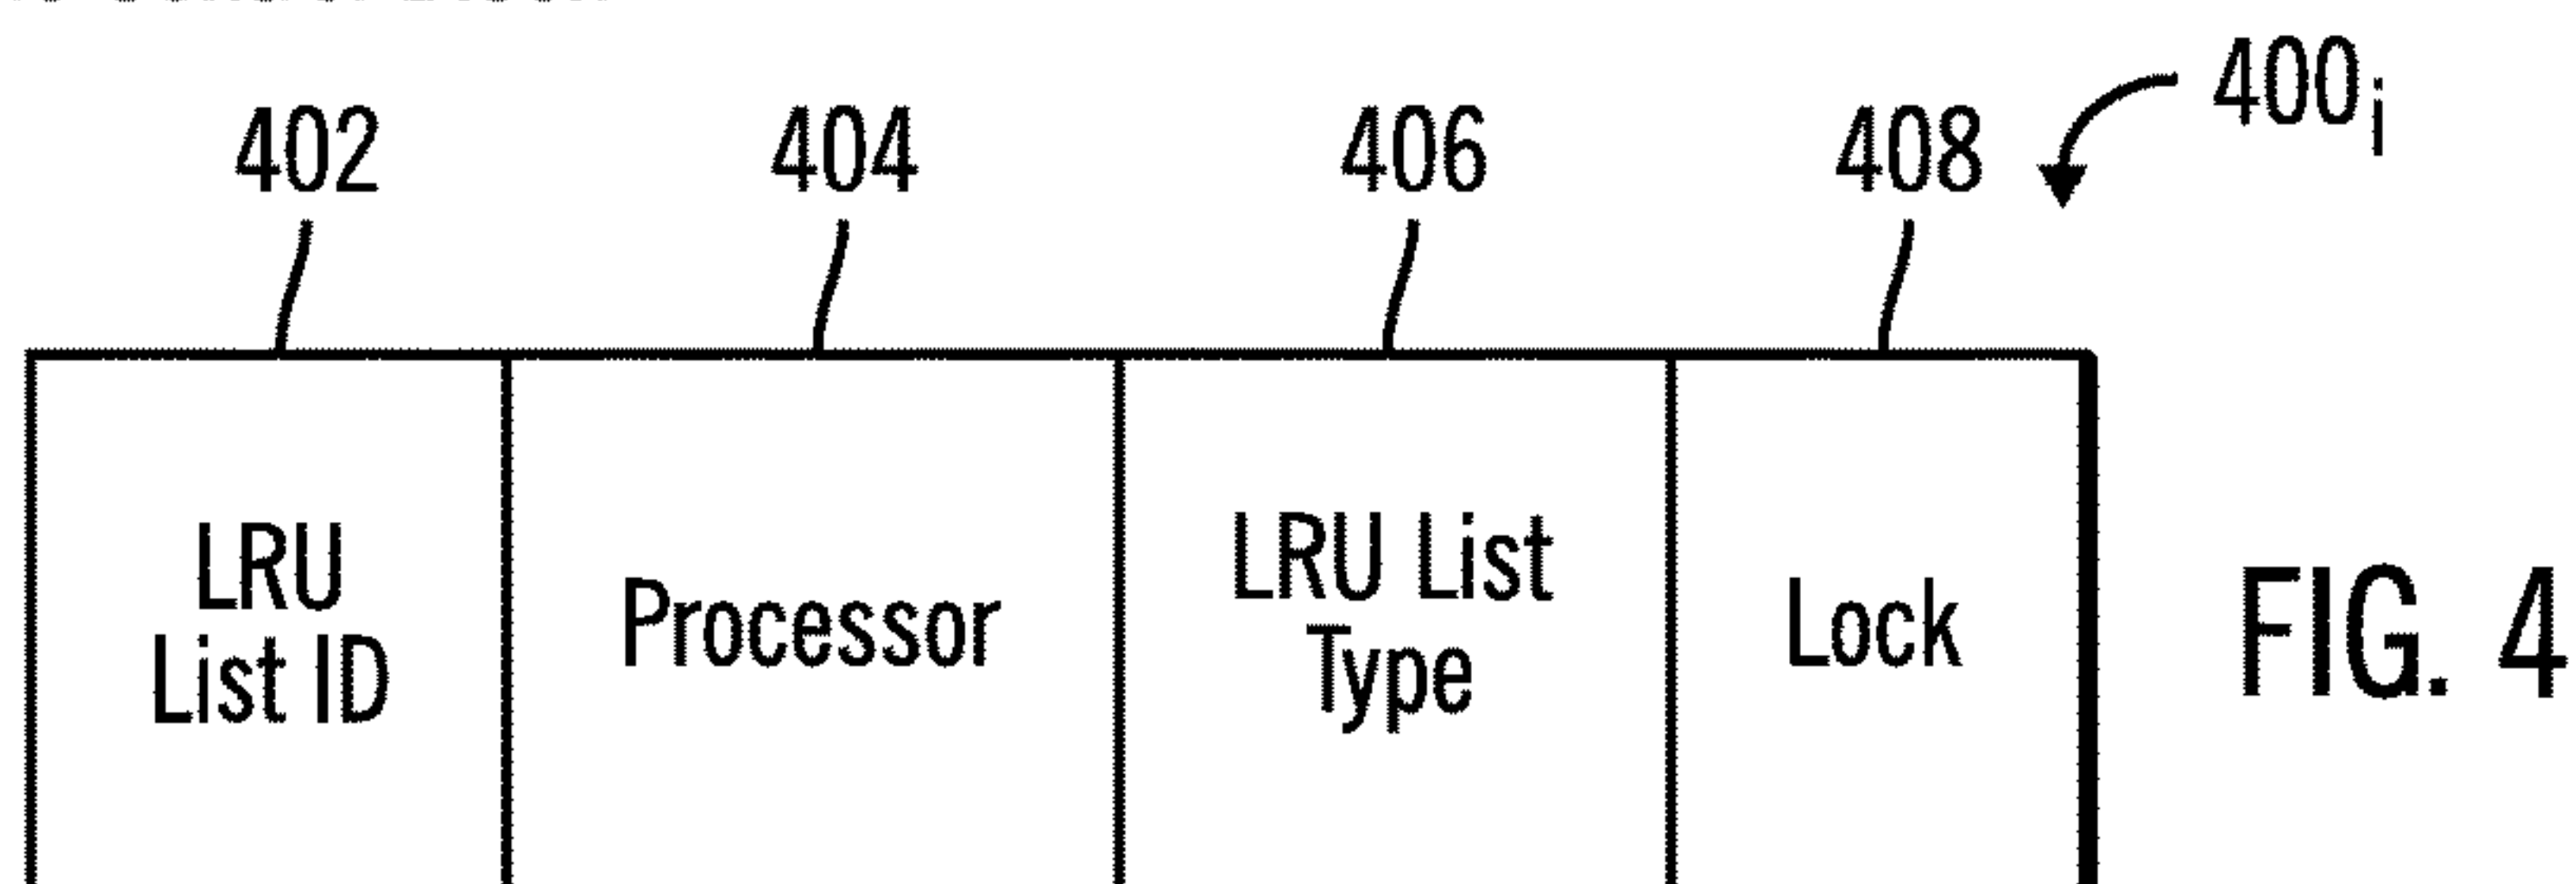 400i
402 404 406 408
LRU
List ID
Processor
LRU List
Type
Lock
FIG. 4